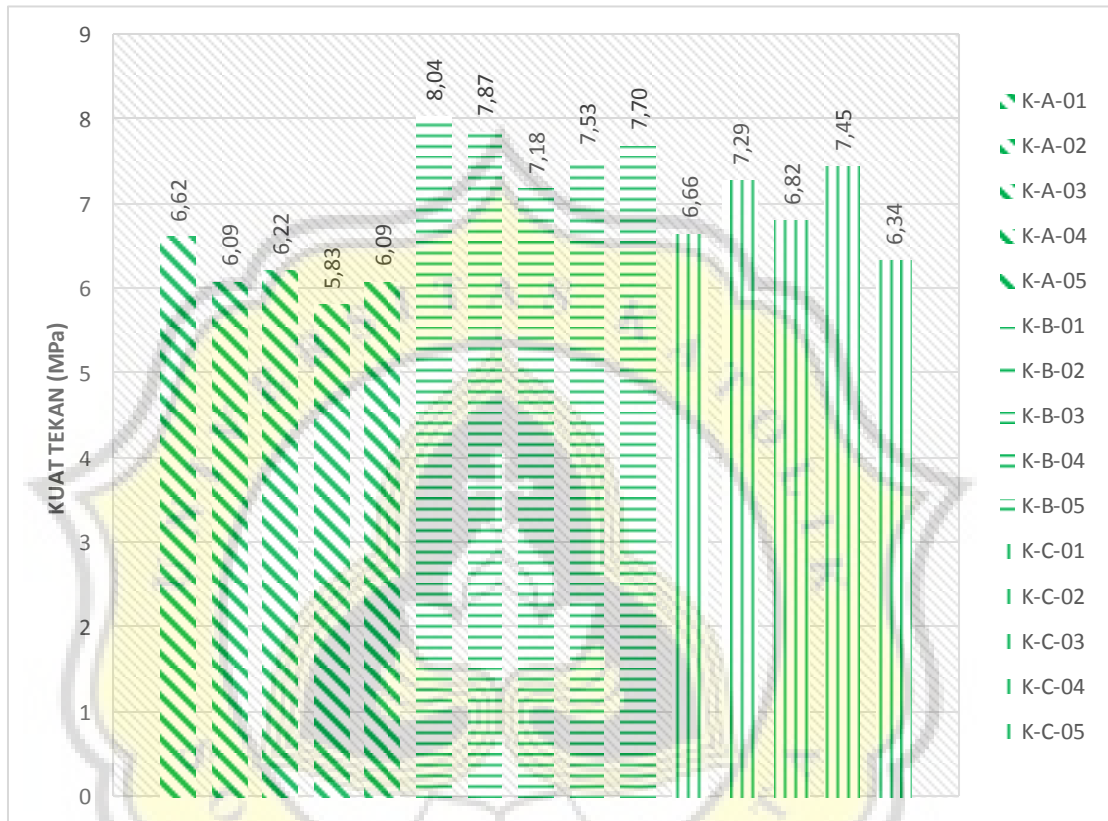 KUAT TEKAN (MPa)
9
8
7
6
5
4
3
2
1
0
6,62
6,09
6,22
5,83
6,09
8,04
7,87
7,18
7,53
7,70
6,66
7,29
6,82
7,45
6,34
K-A-01
K-A-02
K-A-03
K-A-04
K-A-05
K-B-01
K-B-02
K-B-03
K-B-04
K-B-05
K-C-01
K-C-02
K-C-03
K-C-04
K-C-05